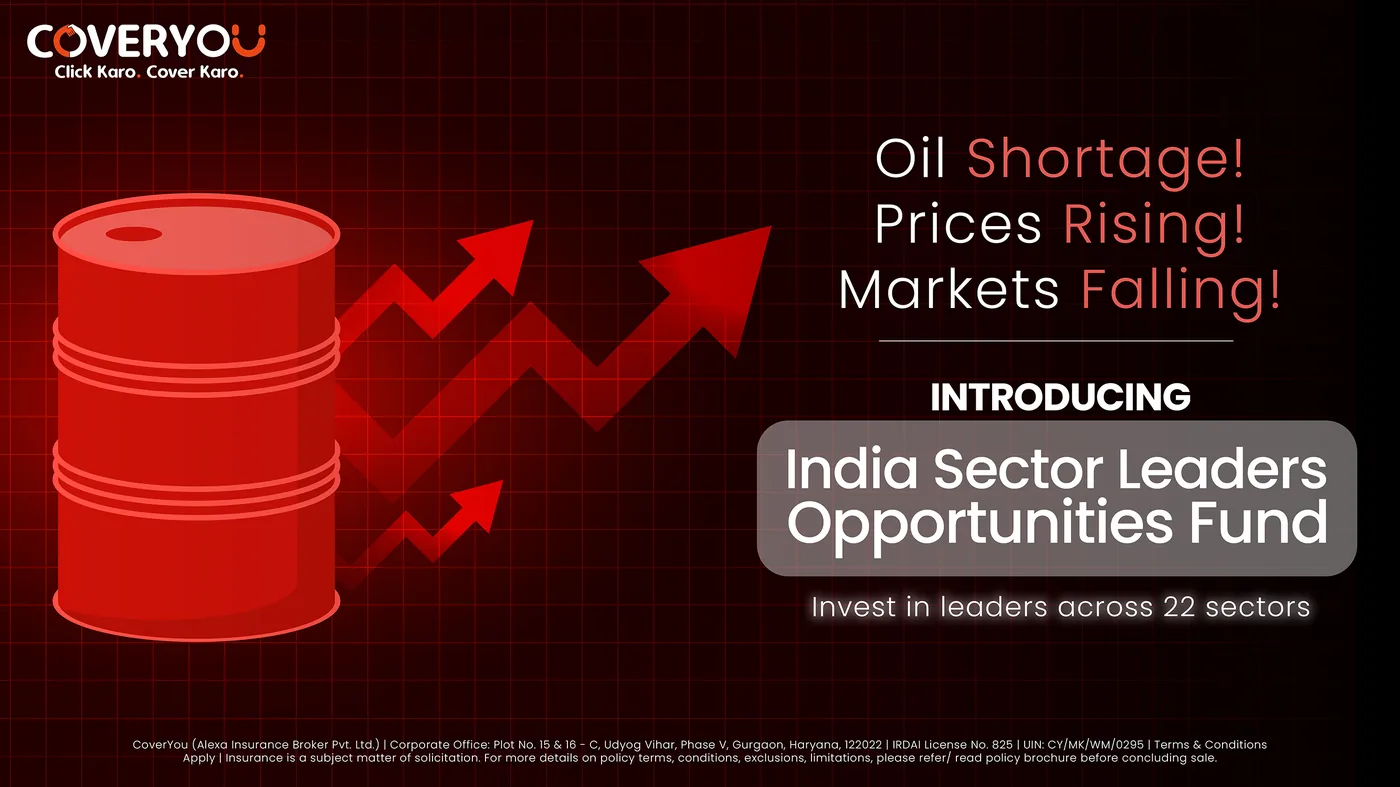 COVERYOU
Click Karo. Cover Karo.
Oil Shortage!
Prices Rising!
Markets Falling!
INTRODUCING
India Sector Leaders
Opportunities Fund
Invest in leaders across 22 sectors
CoverYou (Alexa Insurance Broker Pvt. Ltd.) | Corporate Office: Plot No. 15 & 16 - C, Udyog Vihar, Phase V, Gurgaon, Haryana, 122022 | IRDAI License No. 825 | UIN: CY/MK/WM/0295 | Terms & Conditions
Apply | Insurance is a subject matter of solicitation. For more details on policy terms, conditions, exclusions, limitations, please refer/ read policy brochure before concluding sale.